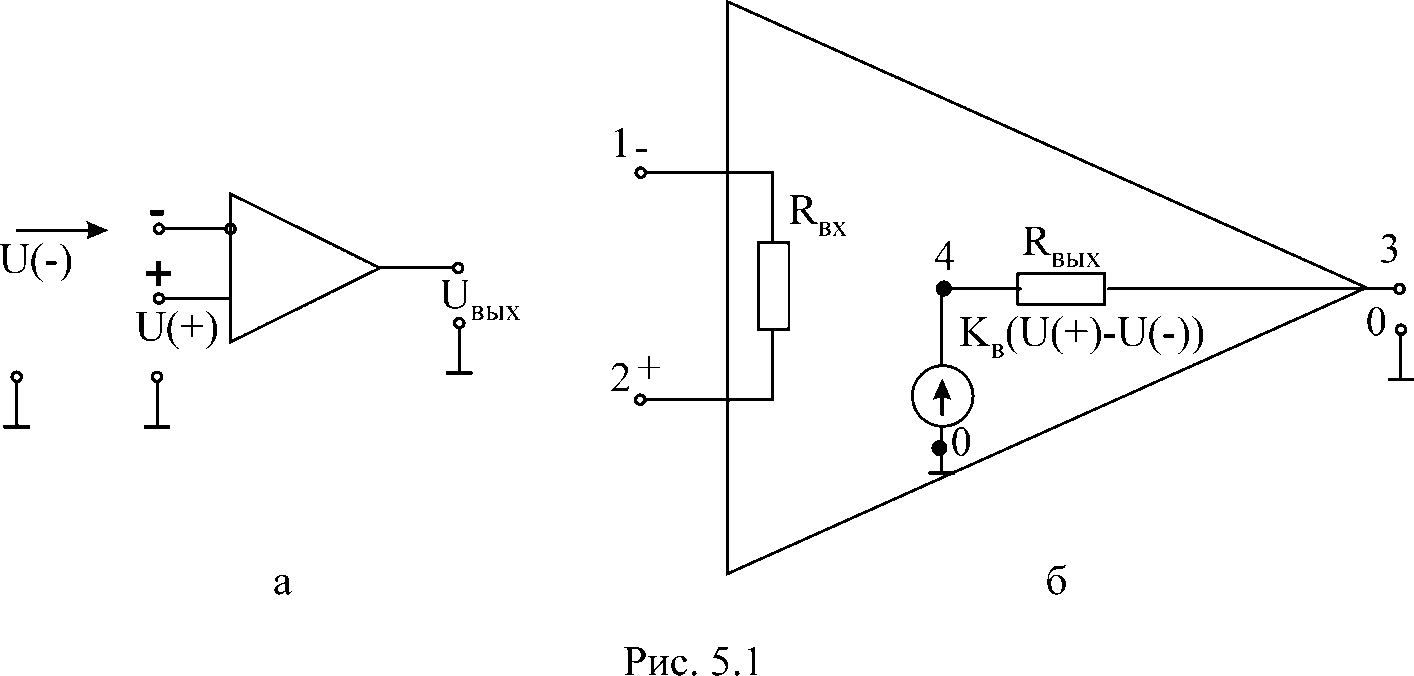 -
U(-)
+
U(+)
Uвых
а
1-
2+
Rвх
4
Rвых
Kв(U(+)-U(-))
0
3
0
б
Рис. 5.1